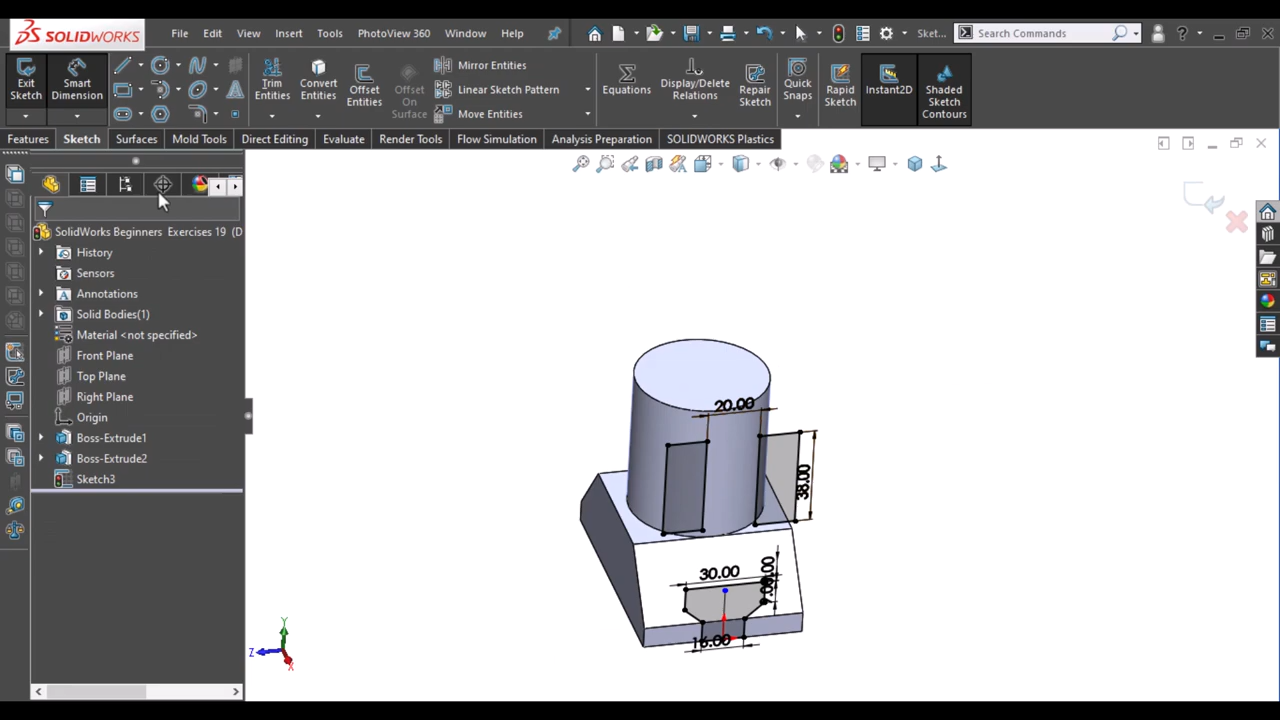 SOLIDWORKS File Edit View Insert Tools PhotoView 360 Window Help Sket... Search Commands
Exit Sketch Smart Dimension Trim Entities Convert Entities Offset Entities Offset On Surface Mirror Entities Linear Sketch Pattern Move Entities Equations Display/Delete Relations Repair Sketch Quick Snaps Rapid Sketch Instant2D Shaded Sketch Contours
Features Sketch Surfaces Mold Tools Direct Editing Evaluate Render Tools Flow Simulation Analysis Preparation SOLIDWORKS Plastics
SolidWorks Beginners Exercises 19 (D
History
Sensors
Annotations
Solid Bodies(1)
Material <not specified>
Front Plane
Top Plane
Right Plane
Origin
Boss-Extrude1
Boss-Extrude2
Sketch3
20.00
38.00
30.00
16.00
Y
Z
X